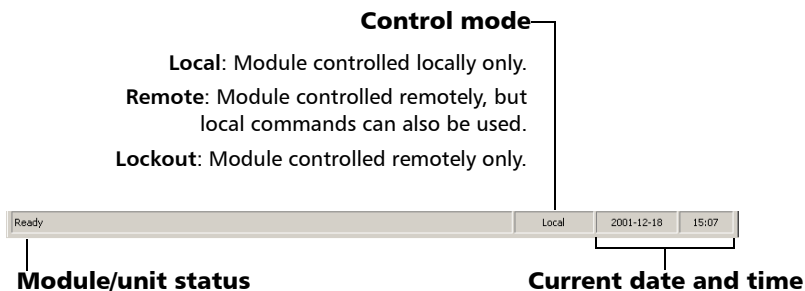 Control mode
Local: Module controlled locally only.
Remote: Module controlled remotely, but
local commands can also be used.
Lockout: Module controlled remotely only.
Ready
Local
2001-12-18
15:07
Module/unit status
Current date and time